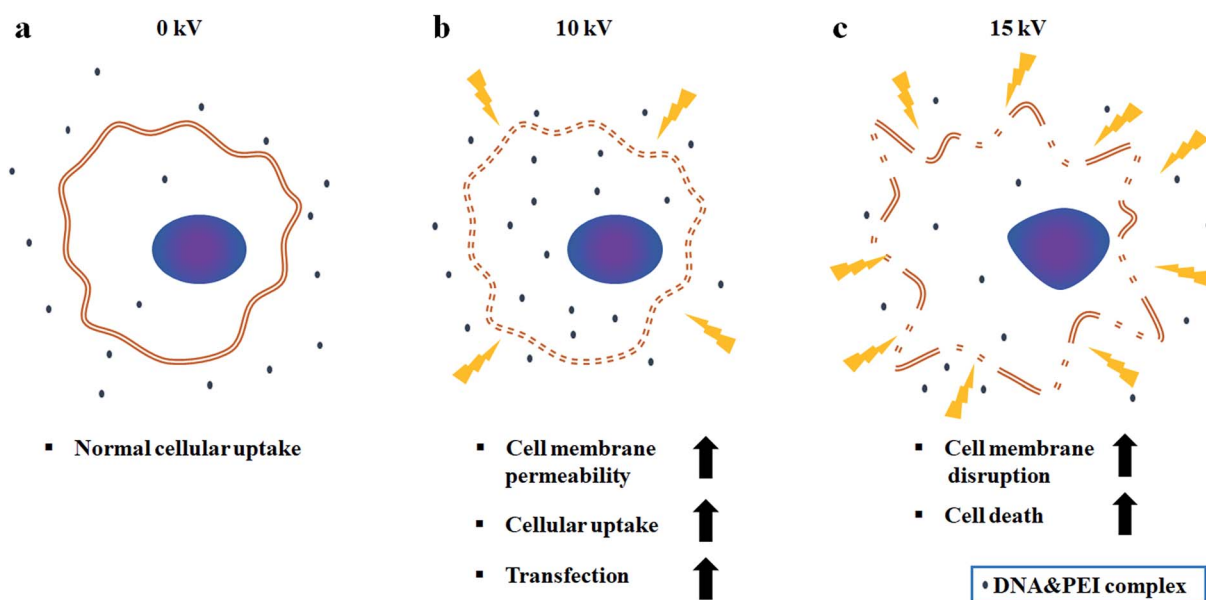 a
0 kV
b
10 kV
c
15 kV
▪ Normal cellular uptake
▪ Cell membrane
permeability
▪ Cellular uptake
▪ Transfection
▪ Cell membrane
disruption
▪ Cell death
DNA&PEI complex